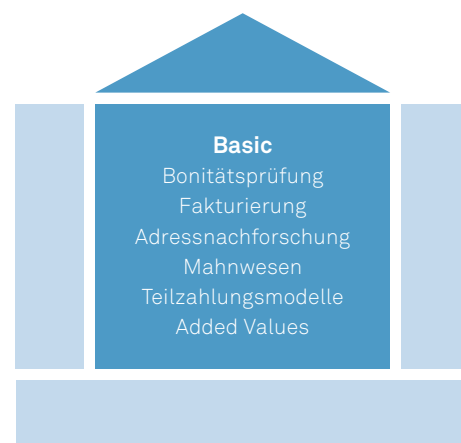 Basic
Bonitätsprüfung
Fakturierung
Adressnachforschung
Mahnwesen
Teilzahlungsmodelle
Added Values